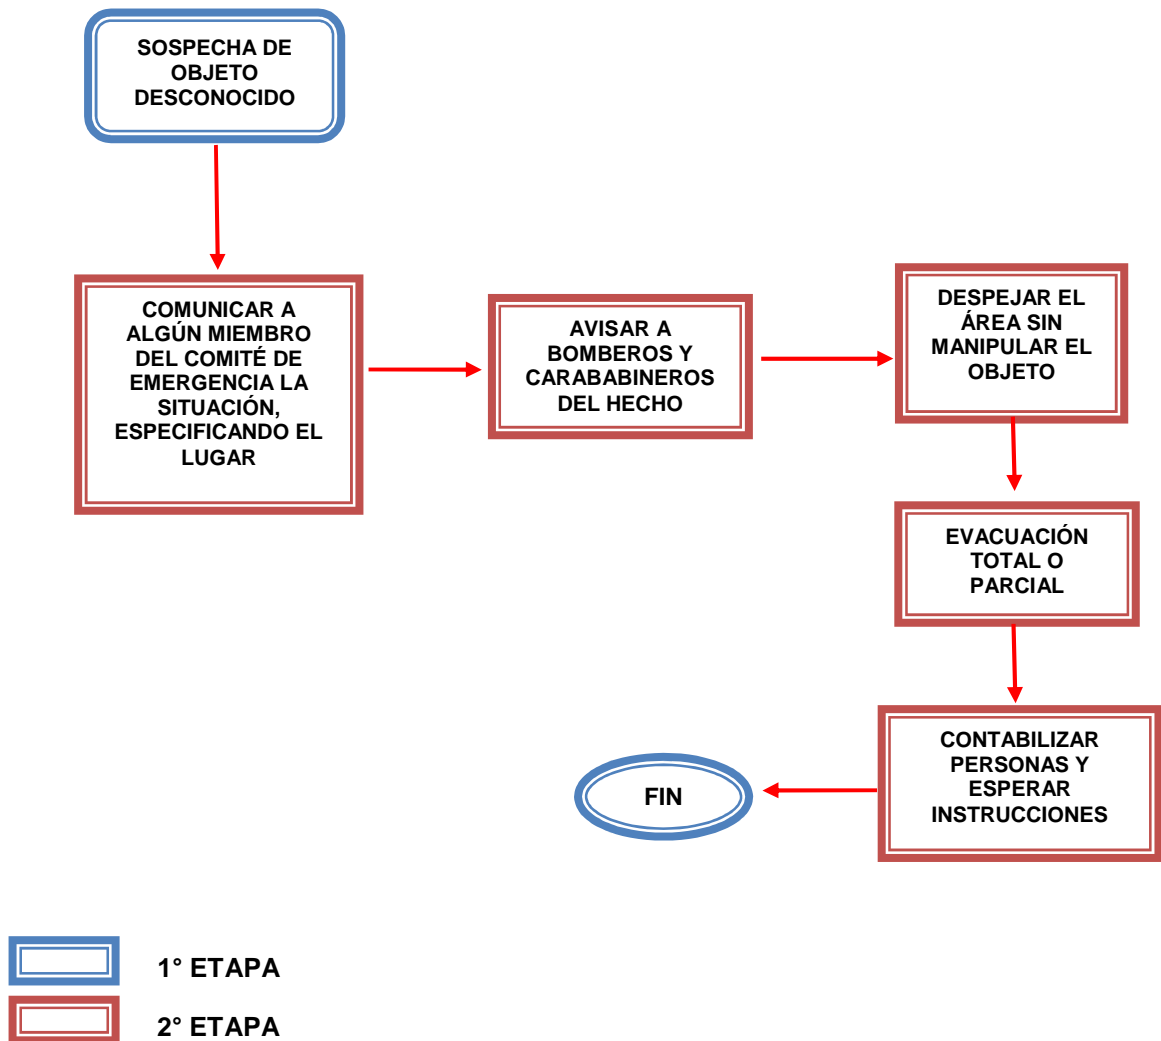 SOSPECHA DE
OBJETO
DESCONOCIDO
COMUNICAR A
ALGÚN MIEMBRO
DEL COMITÉ DE
EMERGENCIA LA
SITUACIÓN,
ESPECIFICANDO EL
LUGAR
AVISAR A
BOMBEROS Y
CARABABINEROS
DEL HECHO
DESPEJAR EL
ÁREA SIN
MANIPULAR EL
OBJETO
EVACUACIÓN
TOTAL O
PARCIAL
CONTABILIZAR
PERSONAS Y
ESPERAR
INSTRUCCIONES
FIN
1° ETAPA
2° ETAPA